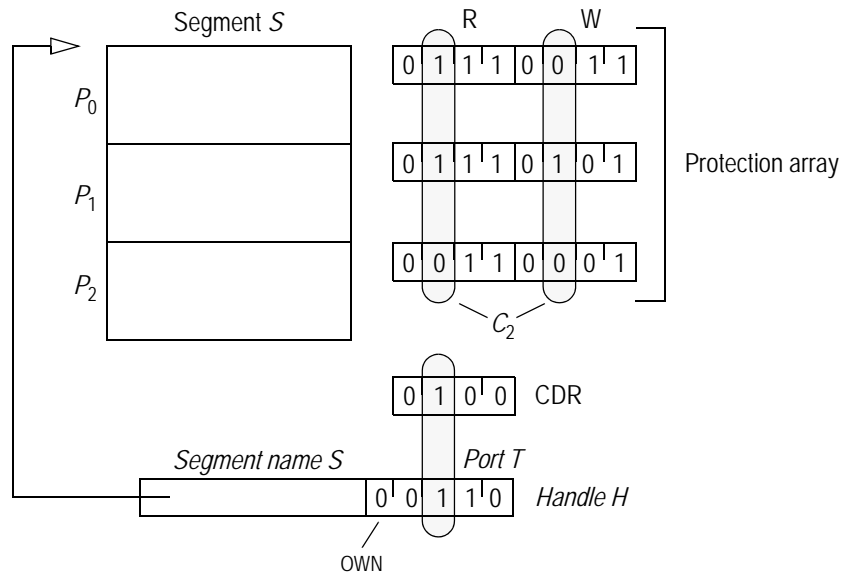 Segment S
R W
P0
0 1 1 1 0 0 1 1
P1
0 1 1 1 0 1 0 1
Protection array
P2
0 0 1 1 0 0 0 1
C2
0 1 0 0 CDR
Segment name S Port T
0 0 1 1 0 Handle H
OWN